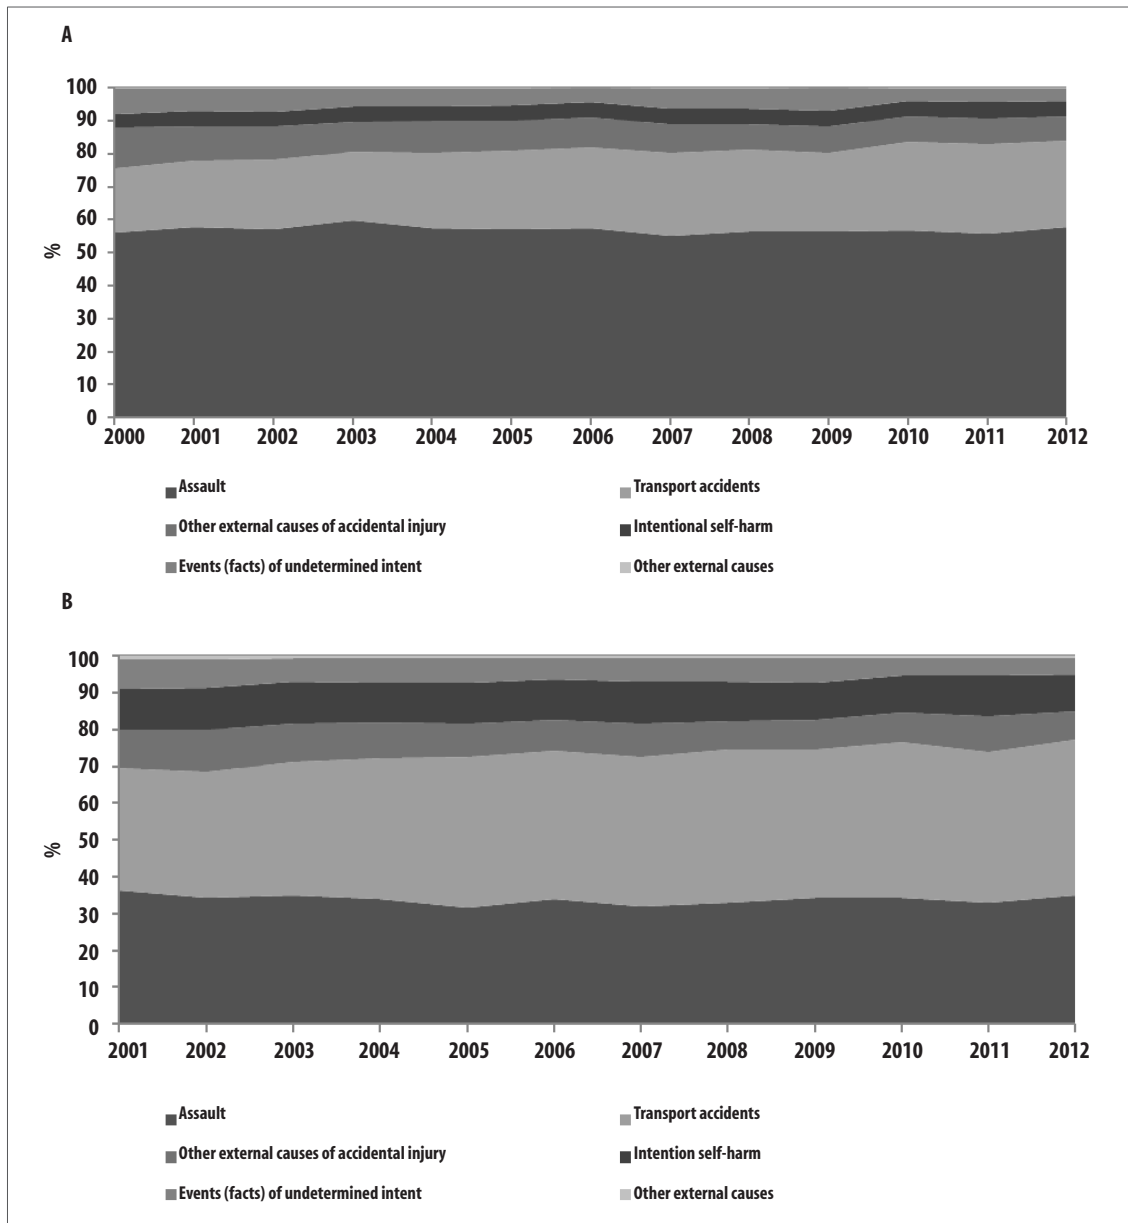 A
100
90
80
70
60
50
40
30
20
10
0
%
2000 2001 2002 2003 2004 2005 2006 2007 2008 2009 2010 2011 2012
Assault Transport accidents
Other external causes of accidental injury Intentional self-harm
Events (facts) of undetermined intent Other external causes
B
100
90
80
70
60
50
40
30
20
10
0
%
2001 2002 2003 2004 2005 2006 2007 2008 2009 2010 2011 2012
Assault Transport accidents
Other external causes of accidental injury Intention self-harm
Events (facts) of undetermined intent Other external causes